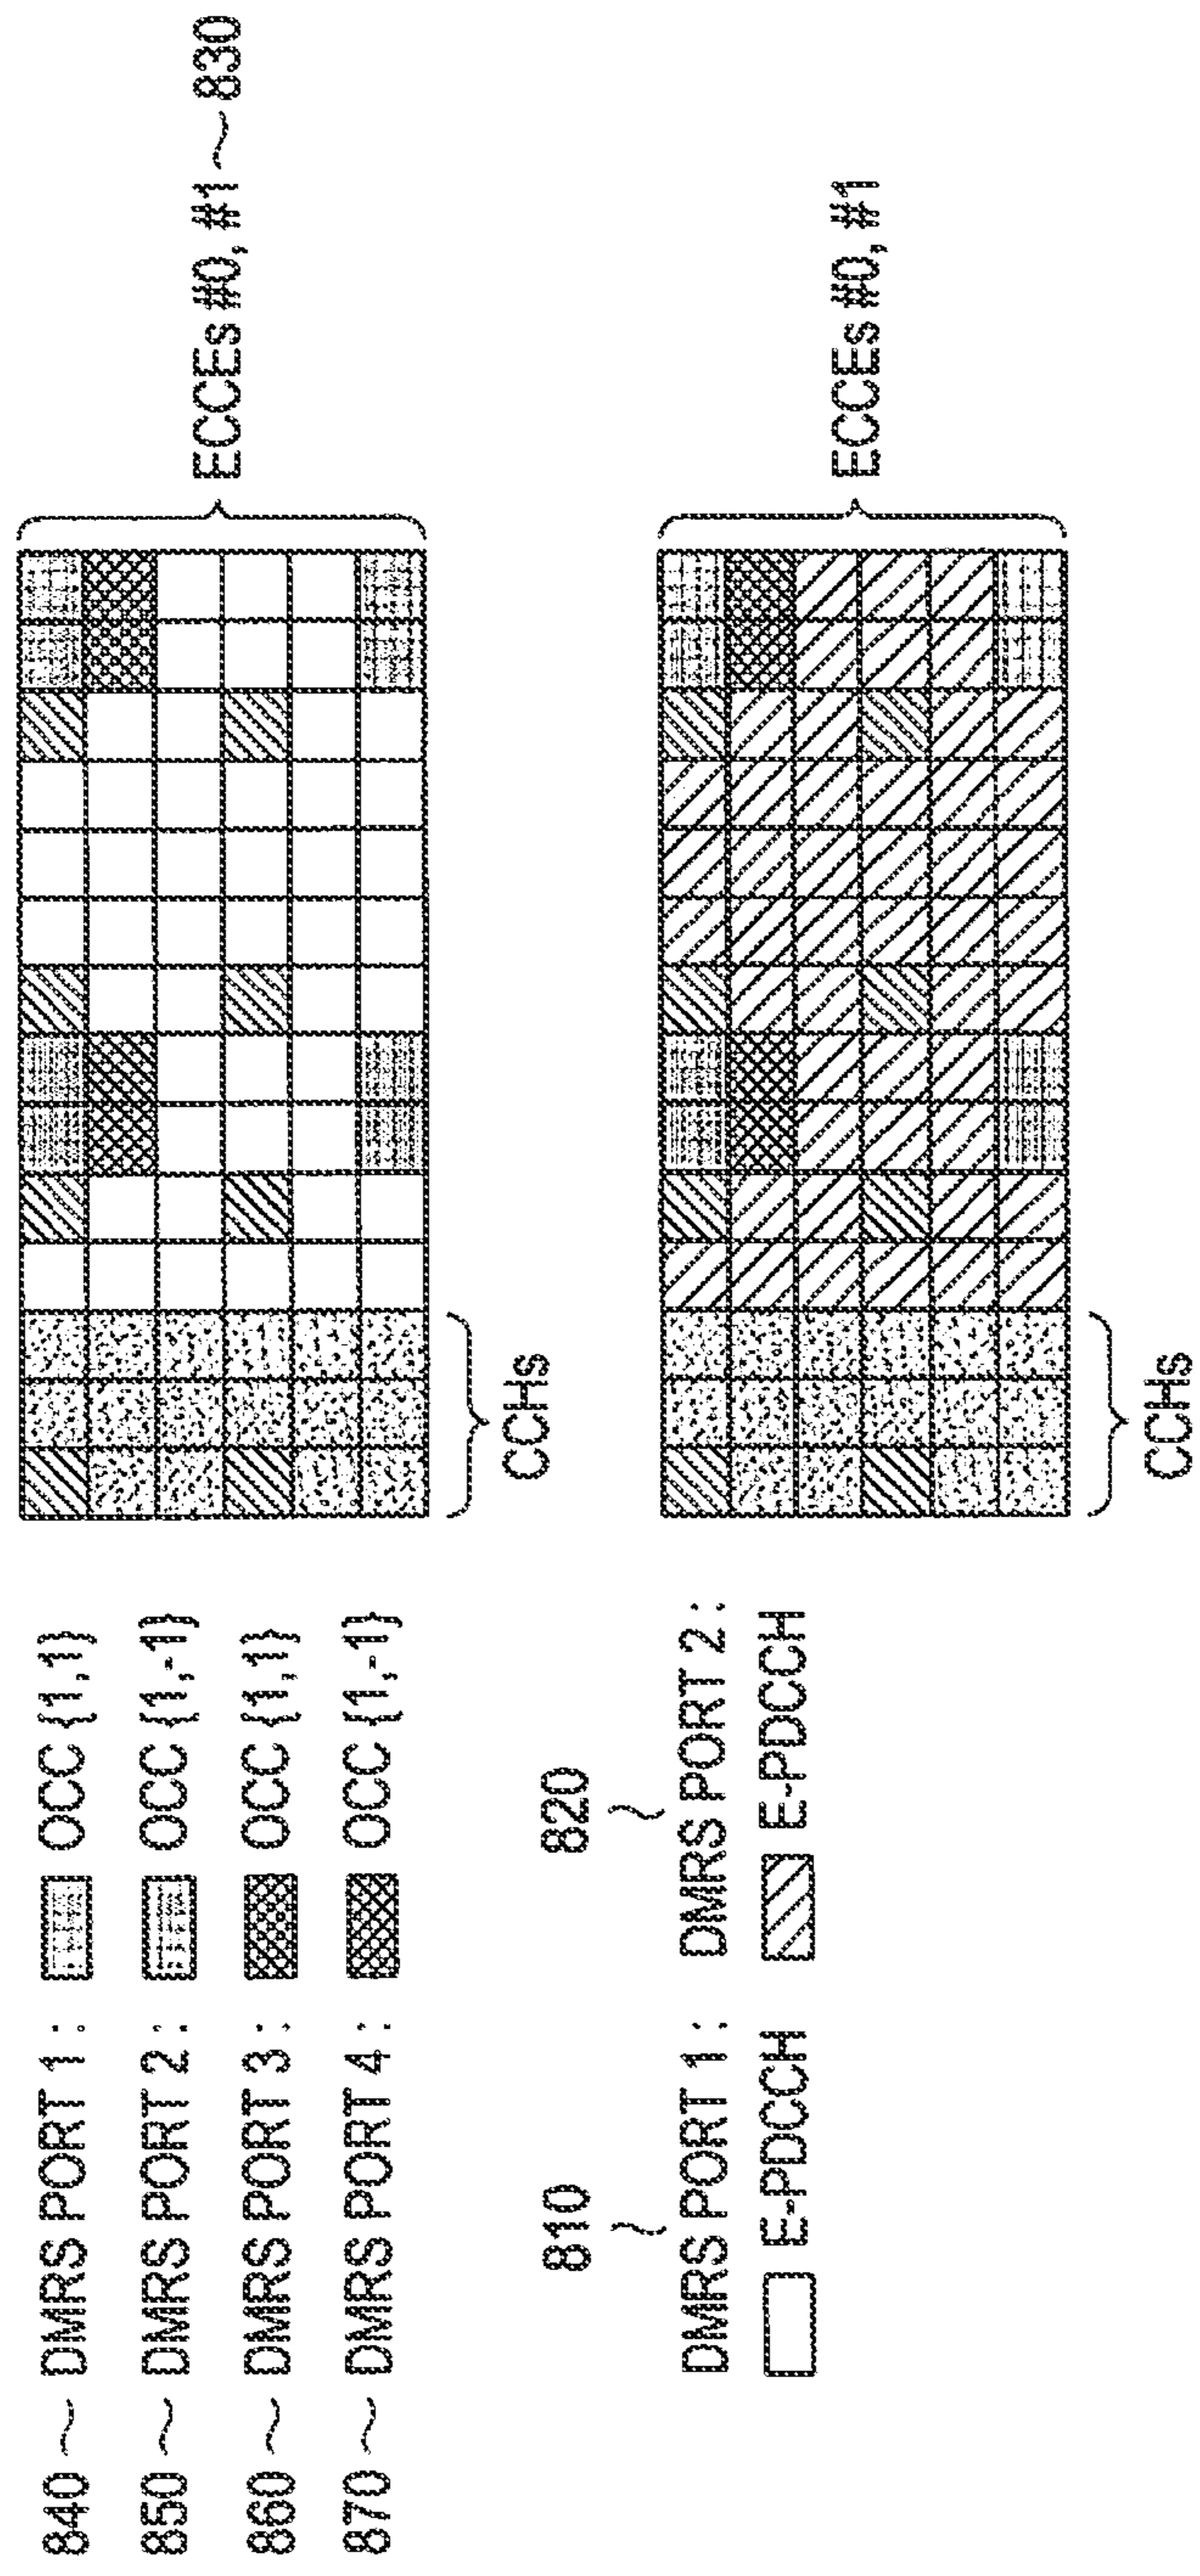 840 ~ DMRS PORT 1 : OCC {1,1}
850 ~ DMRS PORT 2 : OCC {1,-1}
860 ~ DMRS PORT 3 : OCC {1,1}
870 ~ DMRS PORT 4 : OCC {1,-1}
CCHs
ECCEs #0, #1 ~ 830
810
820
DMRS PORT 1 :
E-PDCCH
DMRS PORT 2 :
E-PDCCH
CCHs
ECCEs #0, #1